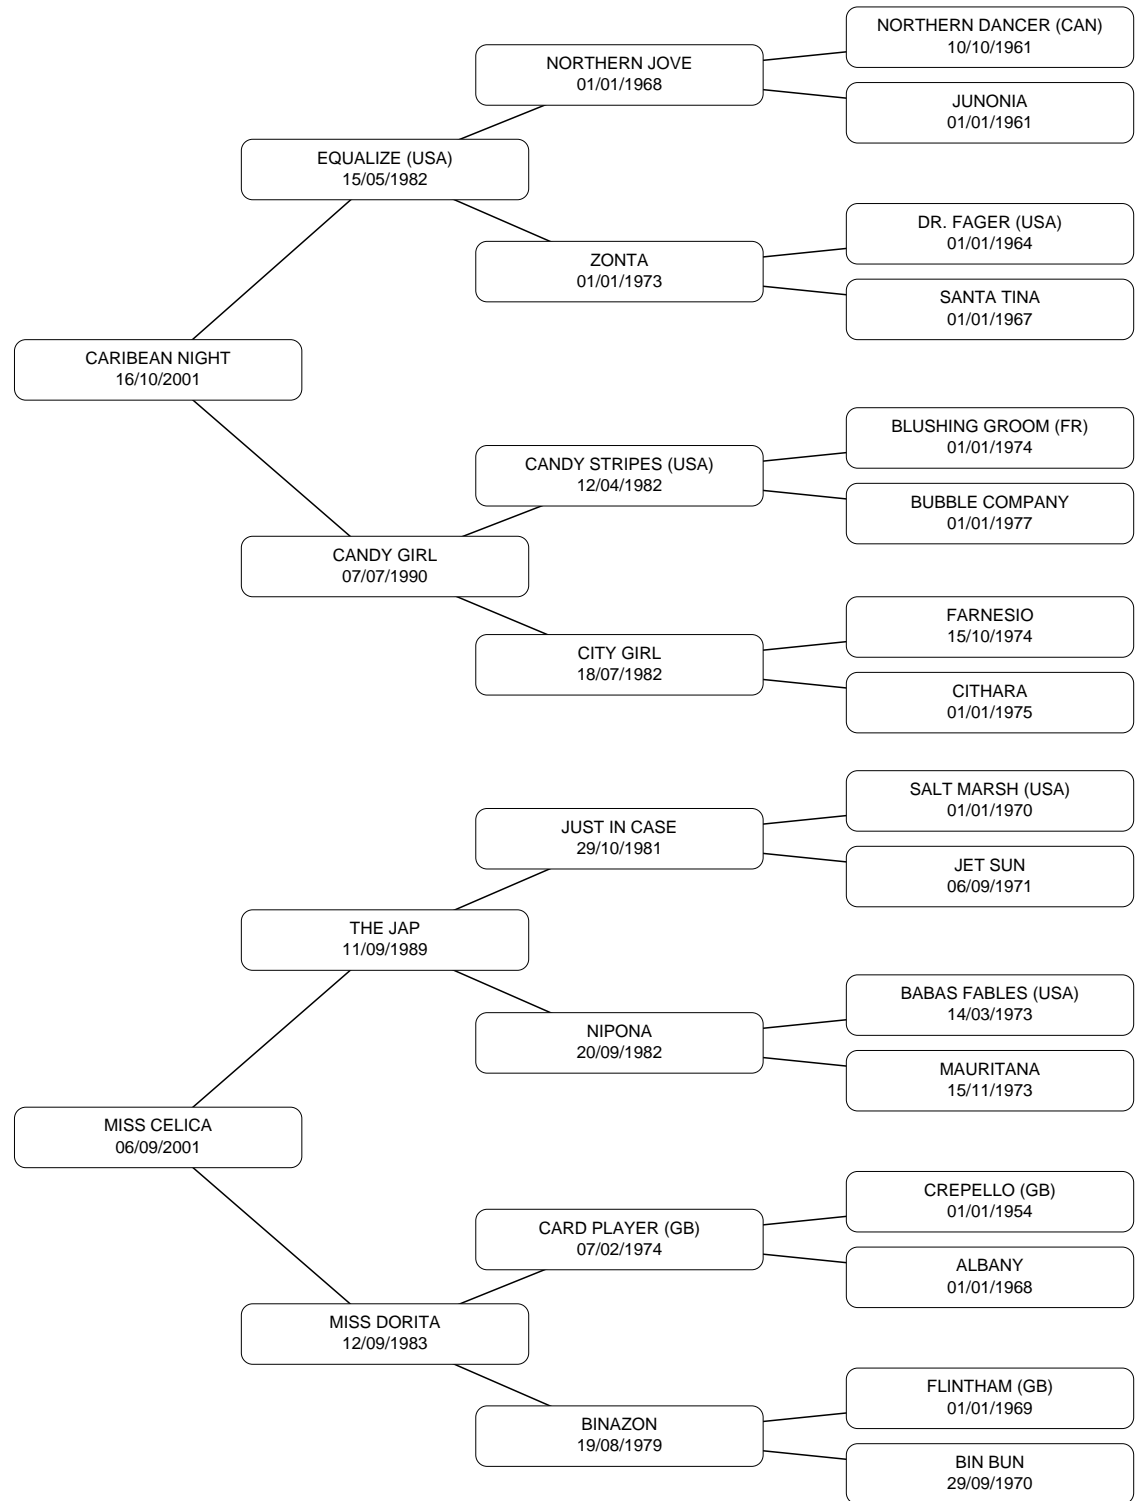 NORTHERN DANCER (CAN)
10/10/1961
NORTHERN JOVE
01/01/1968
JUNONIA
01/01/1961
EQUALIZE (USA)
15/05/1982
DR. FAGER (USA)
01/01/1964
ZONTA
01/01/1973
SANTA TINA
01/01/1967
CARIBEAN NIGHT
16/10/2001
BLUSHING GROOM (FR)
01/01/1974
CANDY STRIPES (USA)
12/04/1982
BUBBLE COMPANY
01/01/1977
CANDY GIRL
07/07/1990
FARNESIO
15/10/1974
CITY GIRL
18/07/1982
CITHARA
01/01/1975
SALT MARSH (USA)
01/01/1970
JUST IN CASE
29/10/1981
JET SUN
06/09/1971
THE JAP
11/09/1989
BABAS FABLES (USA)
14/03/1973
NIPONA
20/09/1982
MAURITANA
15/11/1973
MISS CELICA
06/09/2001
CREPELLO (GB)
01/01/1954
CARD PLAYER (GB)
07/02/1974
ALBANY
01/01/1968
MISS DORITA
12/09/1983
FLINTHAM (GB)
01/01/1969
BINAZON
19/08/1979
BIN BUN
29/09/1970